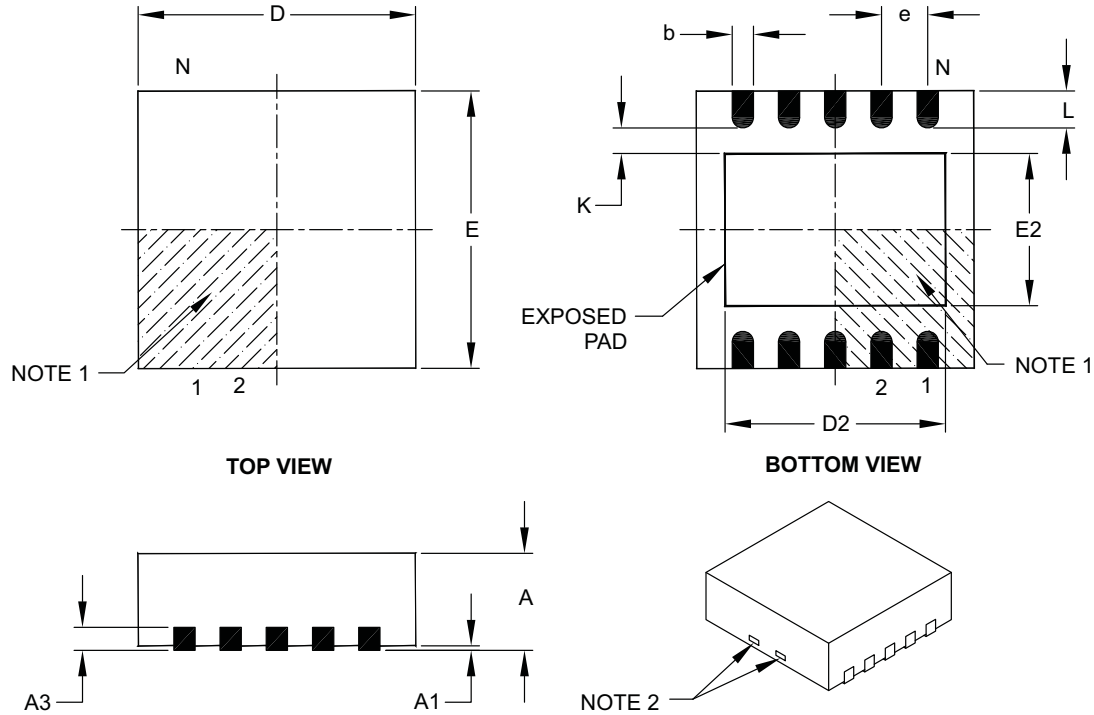 D
N
E
NOTE 1
1 2
TOP VIEW
b
e
N
L
K
E2
EXPOSED
PAD
NOTE 1
2 1
D2
BOTTOM VIEW
A
A3
A1
NOTE 2